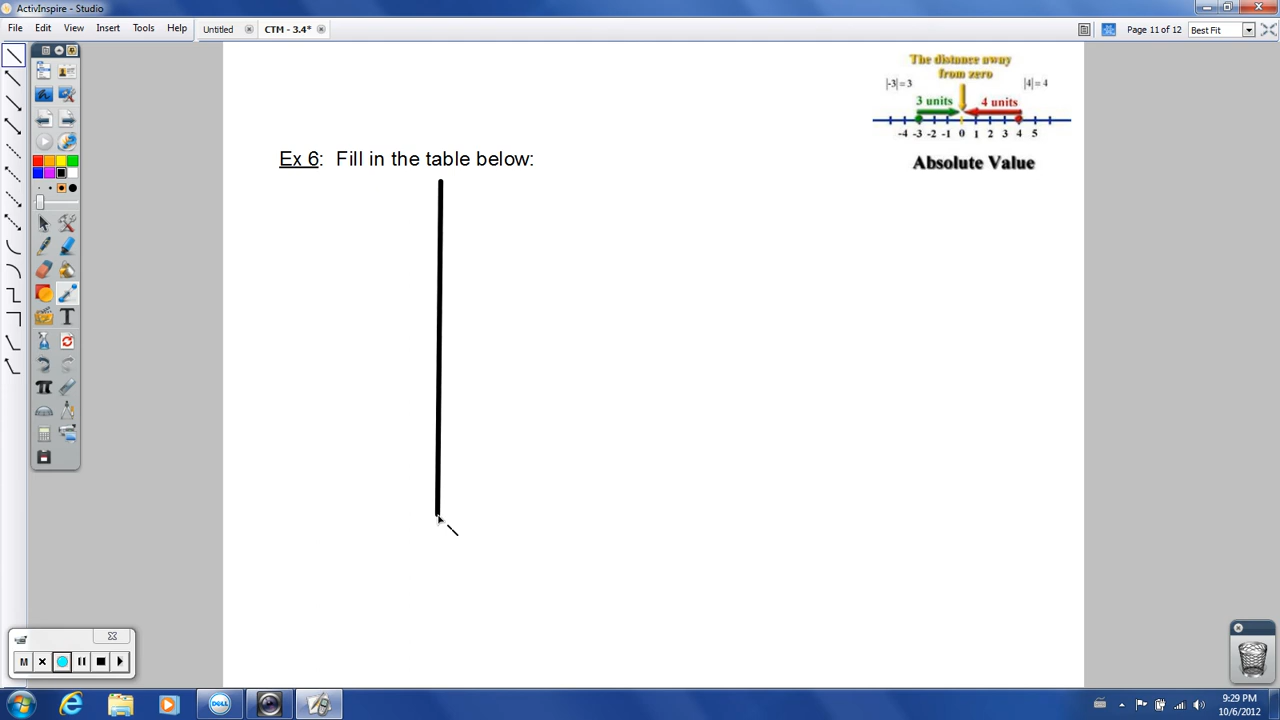 ActivInspire - Studio
File Edit View Insert Tools Help
Untitled
CTM - 3.4*
Page 11 of 12
Best Fit
The distance away
from zero
|-3|=3
|4|=4
3 units
4 units
-4 -3 -2 -1 0 1 2 3 4 5
Absolute Value
Ex 6: Fill in the table below:
M
DELL
9:29 PM
10/6/2012